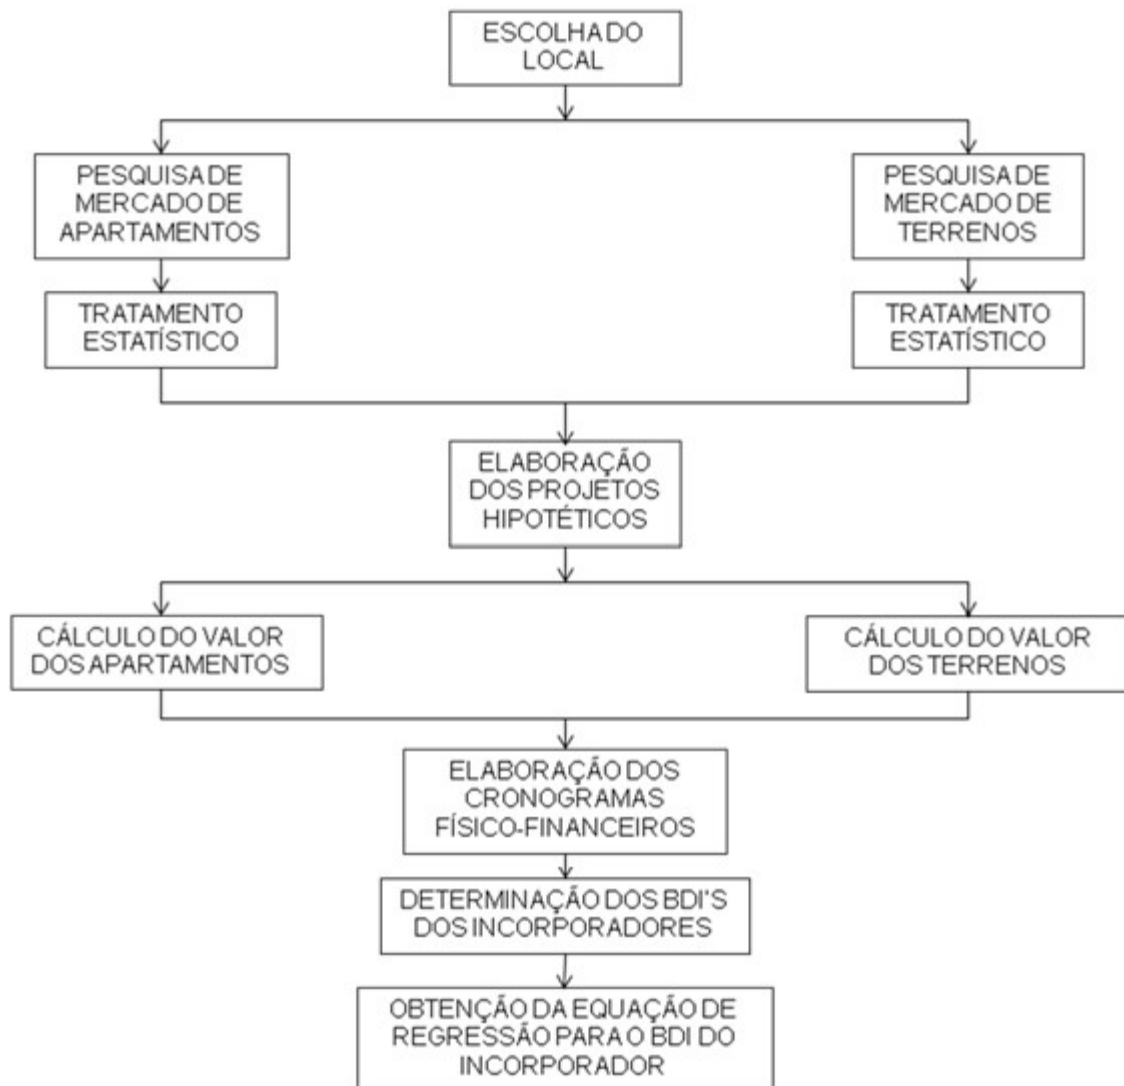 ESCOLHA DO
LOCAL
PESQUISA DE
MERCADO DE
APARTAMENTOS
PESQUISA DE
MERCADO DE
TERRENOS
TRATAMENTO
ESTATÍSTICO
TRATAMENTO
ESTATÍSTICO
ELABORAÇÃO
DOS PROJETOS
HIPOTÉTICOS
CÁLCULO DO VALOR
DOS APARTAMENTOS
CÁLCULO DO VALOR
DOS TERRENOS
ELABORAÇÃO DOS
CRONOGRAMAS
FÍSICO-FINANCEIROS
DETERMINAÇÃO DOS BDI'S
DOS INCORPORADORES
OBTENÇÃO DA EQUAÇÃO DE
REGRESSÃO PARA O BDI DO
INCORPORADOR